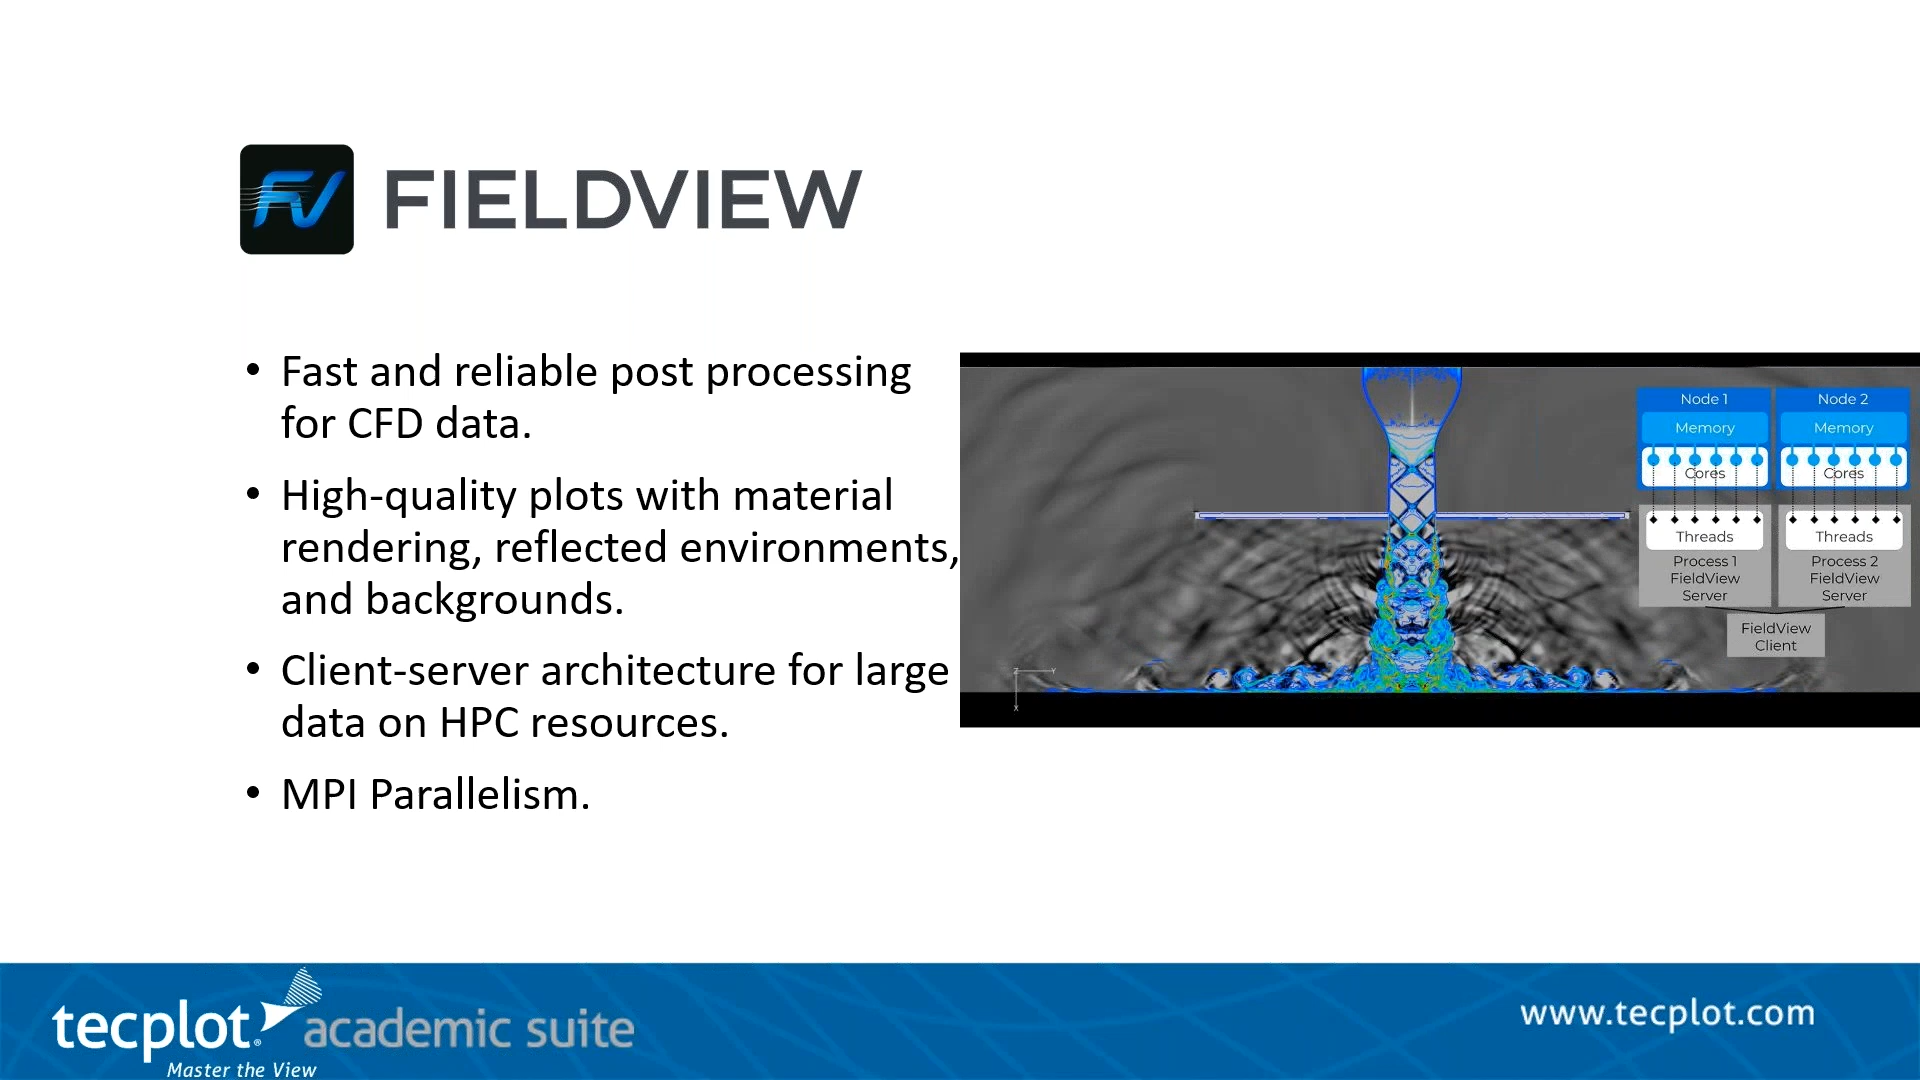 FV FIELDVIEW
• Fast and reliable post processing
for CFD data.
• High-quality plots with material
rendering, reflected environments,
and backgrounds.
• Client-server architecture for large
data on HPC resources.
• MPI Parallelism.
Node 1
Memory
Cores
Threads
Process 1
FieldView
Server
Node 2
Memory
Cores
Threads
Process 2
FieldView
Server
FieldView
Client
Z
Y
X
tecplot® academic suite
Master the View
www.tecplot.com